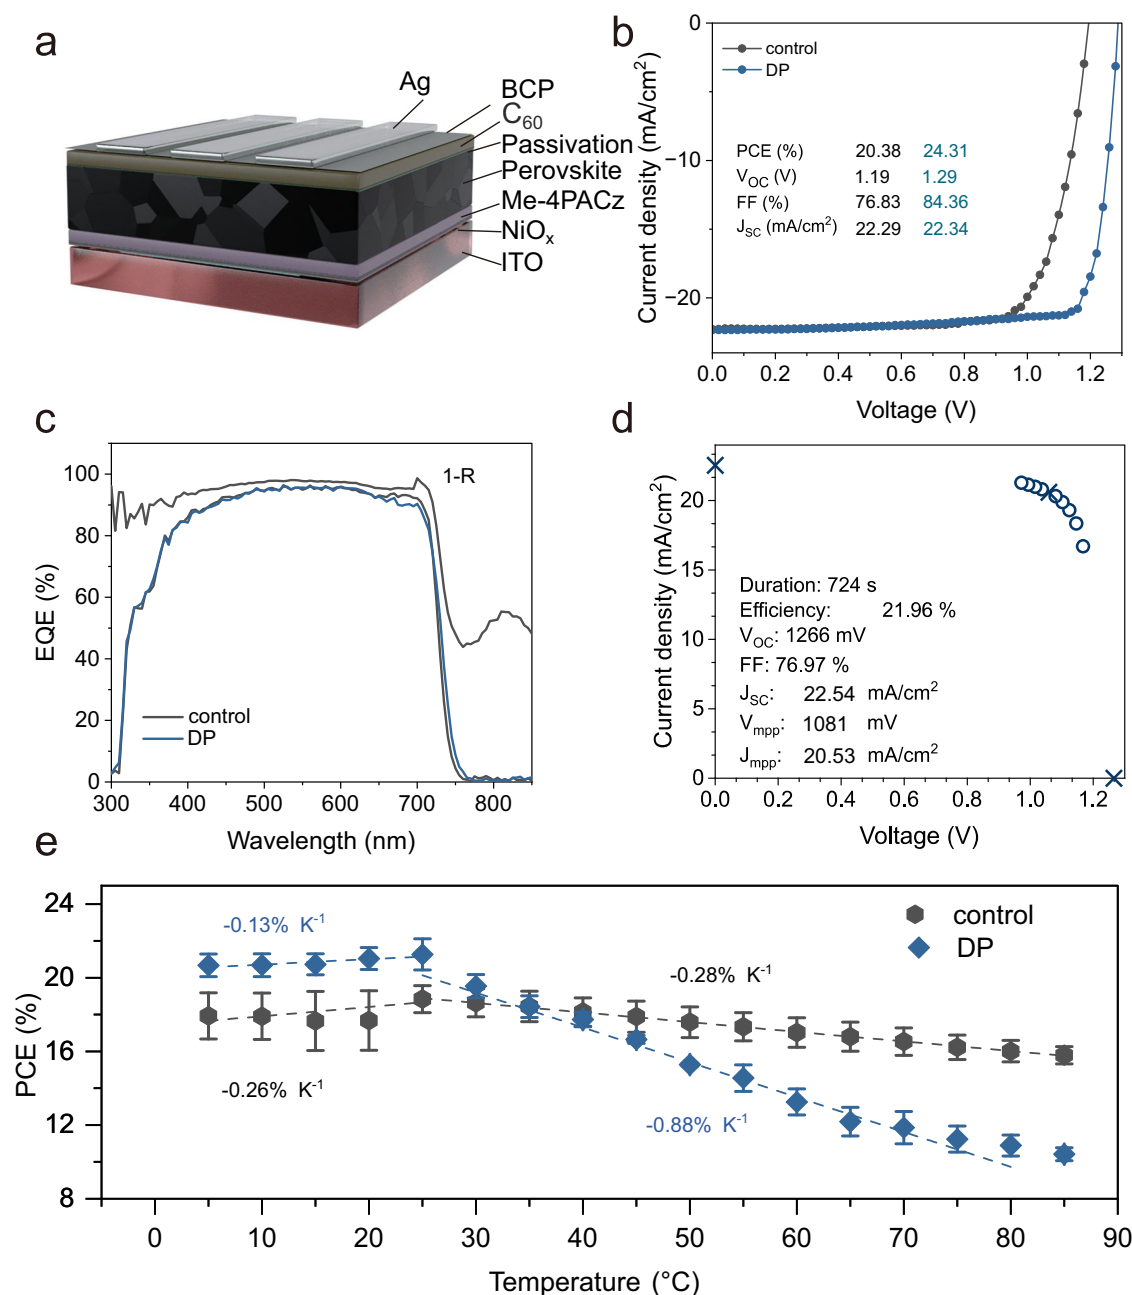 a
Ag
BCP
C60
Passivation
Perovskite
Me-4PACz
NiOx
ITO
b
control
DP
PCE (%) 20.38 24.31
VOC (V) 1.19 1.29
FF (%) 76.83 84.36
JSC (mA/cm2) 22.29 22.34
0
−10
−20
Current density (mA/cm2)
0.0 0.2 0.4 0.6 0.8 1.0 1.2
Voltage (V)
c
1-R
control
DP
100
80
60
40
20
0
EQE (%)
300 400 500 600 700 800
Wavelength (nm)
d
20
15
10
5
0
Current density (mA/cm2)
Duration: 724 s
Efficiency: 21.96 %
VOC: 1266 mV
FF: 76.97 %
JSC: 22.54 mA/cm2
Vmpp: 1081 mV
Jmpp: 20.53 mA/cm2
0.0 0.2 0.4 0.6 0.8 1.0 1.2
Voltage (V)
e
control
DP
-0.13% K-1
-0.28% K-1
-0.26% K-1
-0.88% K-1
24
20
16
12
8
PCE (%)
0 10 20 30 40 50 60 70 80 90
Temperature (°C)